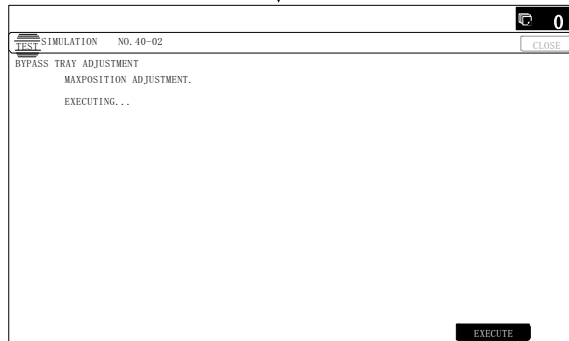 0
TEST SIMULATION NO. 40-02
CLOSE
BYPASS TRAY ADJUSTMENT
MAXPOSITION ADJUSTMENT.
EXECUTING...
EXECUTE